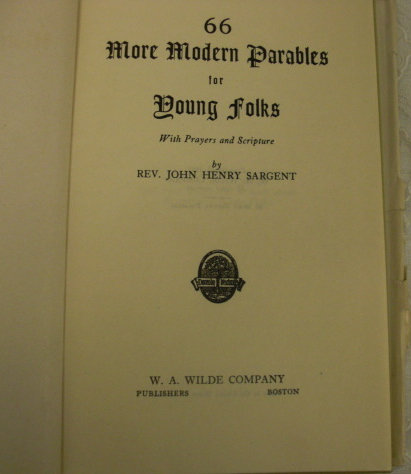 66
More Modern Parables
for
Young Folks
With Prayers and Scripture
by
REV. JOHN HENRY SARGENT
W. A. WILDE COMPANY
PUBLISHERS BOSTON